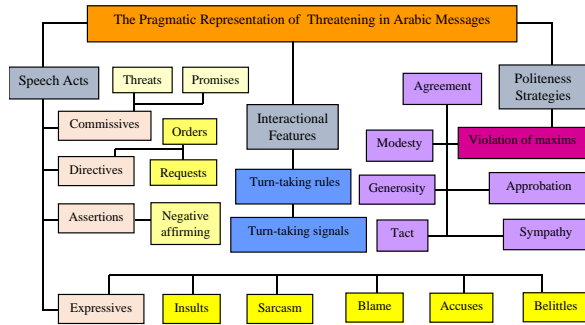 The Pragmatic Representation of Threatening in Arabic Messages
Speech Acts
Threats
Promises
Commissives
Orders
Directives
Requests
Assertions
Negative
affirming
Expressives
Insults
Sarcasm
Blame
Accuses
Belittles
Interactional
Features
Turn-taking rules
Turn-taking signals
Politeness
Strategies
Violation of maxims
Agreement
Modesty
Generosity
Approbation
Tact
Sympathy